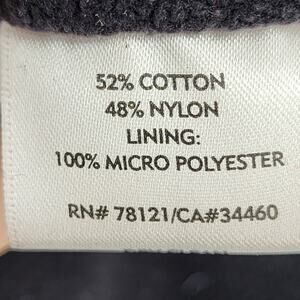 52% COTTON
48% NYLON
LINING:
100% MICRO POLYESTER
RN# 78121/CA#34460